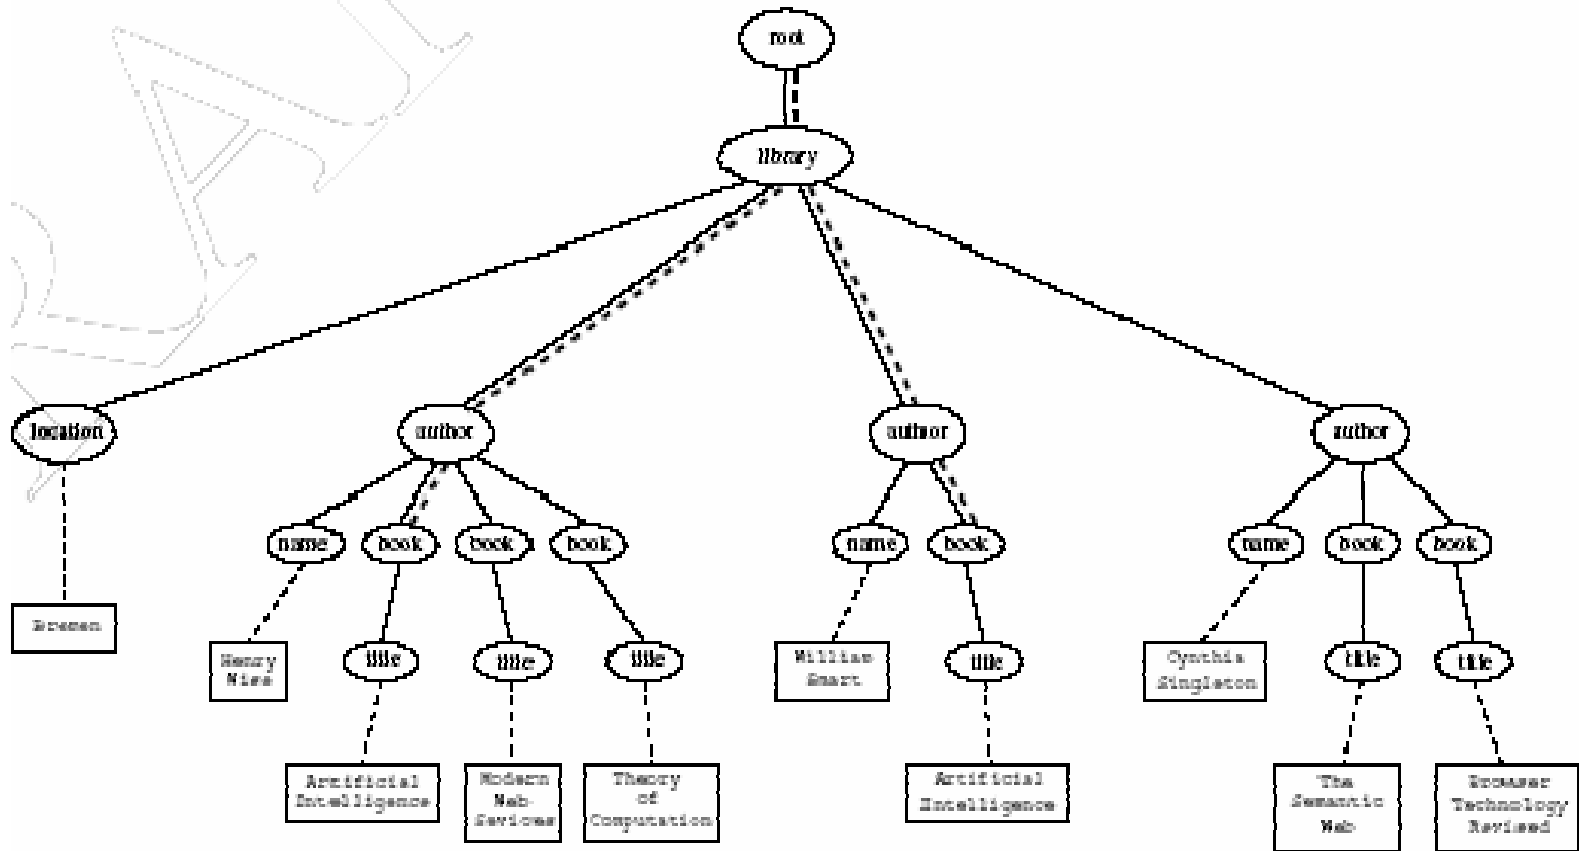 root
library
location
author
author
author
name
book
book
book
name
book
name
book
book
Bremen
Henry
Wise
title
title
title
William
Smart
title
Cynthia
Singleton
title
title
Artificial
Intelligence
Modern
Web
Sevices
Theory
of
Computation
Artificial
Intelligence
The
Semantic
Web
Browser
Technology
Revised